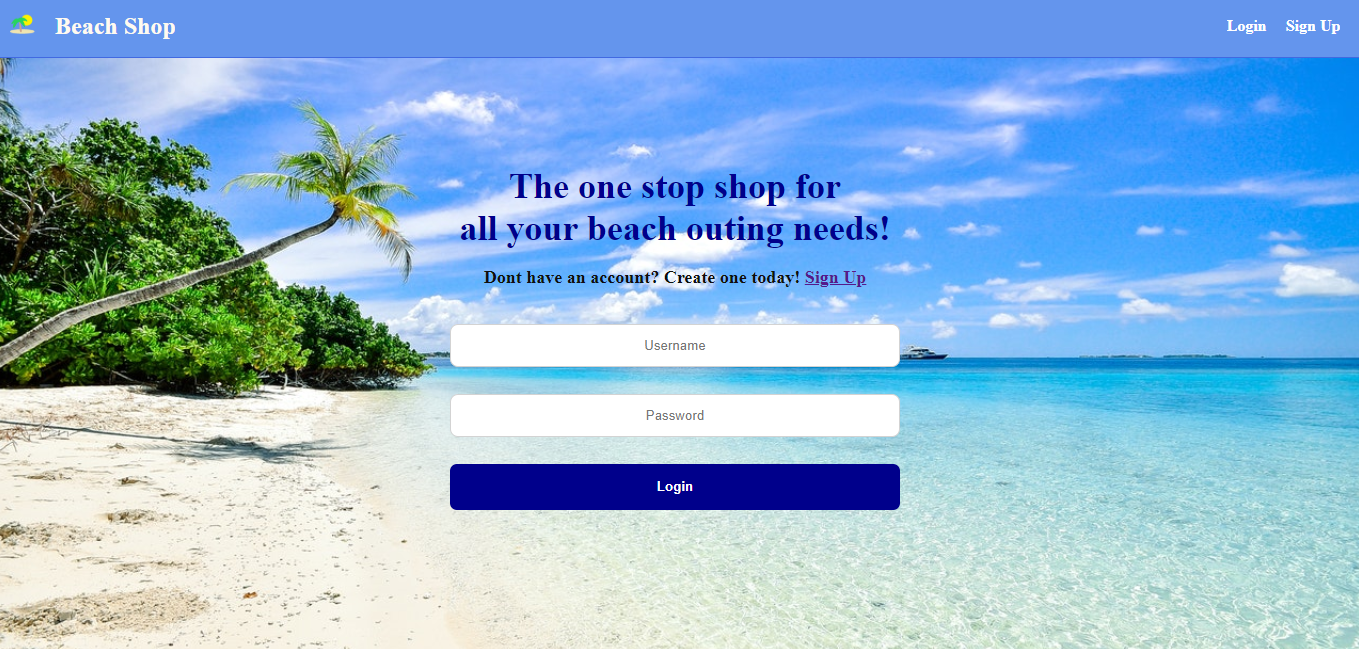 Beach Shop
Login
Sign Up
The one stop shop for
all your beach outing needs!
Dont have an account? Create one today! Sign Up
Username
Password
Login